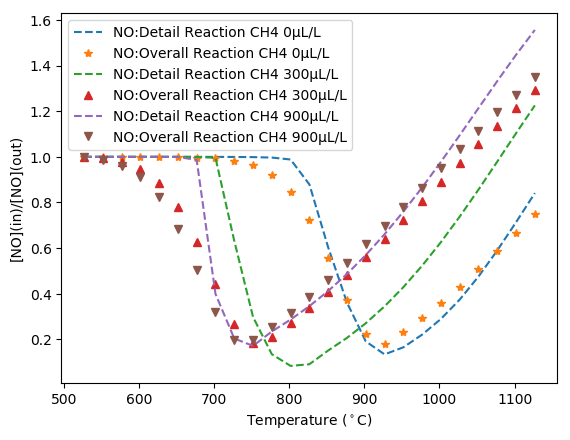 1.6
1.4
1.2
1.0
0.8
0.6
0.4
0.2
[NO](in)/[NO](out)
NO:Detail Reaction CH4 0μL/L
NO:Overall Reaction CH4 0μL/L
NO:Detail Reaction CH4 300μL/L
NO:Overall Reaction CH4 300μL/L
NO:Detail Reaction CH4 900μL/L
NO:Overall Reaction CH4 900μL/L
500 600 700 800 900 1000 1100
Temperature (°C)